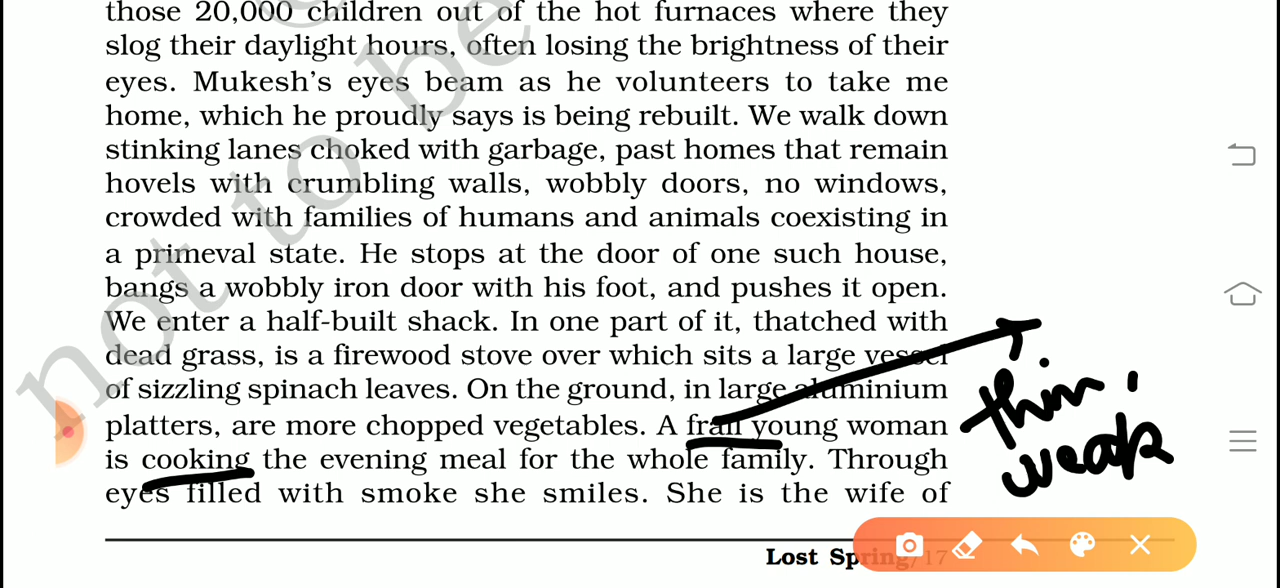 those 20,000 children out of the hot furnaces where they
slog their daylight hours, often losing the brightness of their
eyes. Mukesh's eyes beam as he volunteers to take me
home, which he proudly says is being rebuilt. We walk down
stinking lanes choked with garbage, past homes that remain
hovels with crumbling walls, wobbly doors, no windows,
crowded with families of humans and animals coexisting in
a primeval state. He stops at the door of one such house,
bangs a wobbly iron door with his foot, and pushes it open.
We enter a half-built shack. In one part of it, thatched with
dead grass, is a firewood stove over which sits a large vessel
of sizzling spinach leaves. On the ground, in large aluminium
platters, are more chopped vegetables. A frail young woman
is cooking the evening meal for the whole family. Through
eyes filled with smoke she smiles. She is the wife of
thin.
weak
Lost Spring/17
not to be